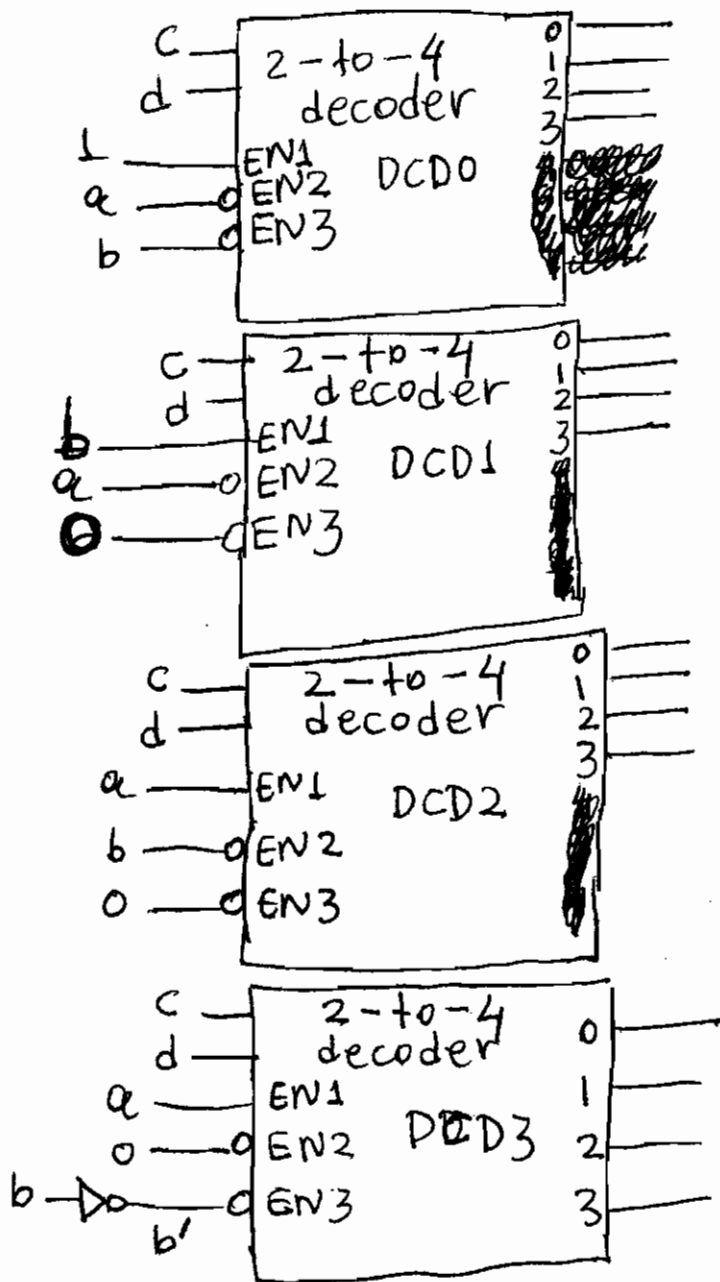 c 2-to-4 0
d decoder 1
2
3
1 EN1 DCD0
a EN2
b EN3
c 2-to-4 0
d decoder 1
2
b EN1 3
a EN2 DCD1
0 EN3
c 2-to-4 0
d decoder 1
2
a EN1 DCD2 3
b EN2
0 EN3
c 2-to-4 0
d decoder
a EN1 1
0 EN2 DCD3 2
b b' EN3 3